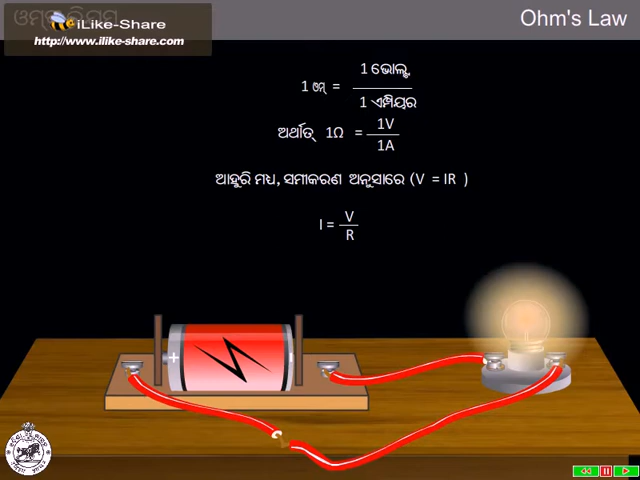 iLike-Share
http://www.ilike-share.com
Ohm's Law
1 ଓମ୍ = 1 ଭୋଲ୍ଟ
1 ଏମ୍ପିୟର
ଅର୍ଥାତ୍ 1Ω = 1V
1A
ଆହୁରି ମଧ୍ୟ, ସମୀକରଣ ଅନୁସାରେ (V = IR )
I = V
R
+ -